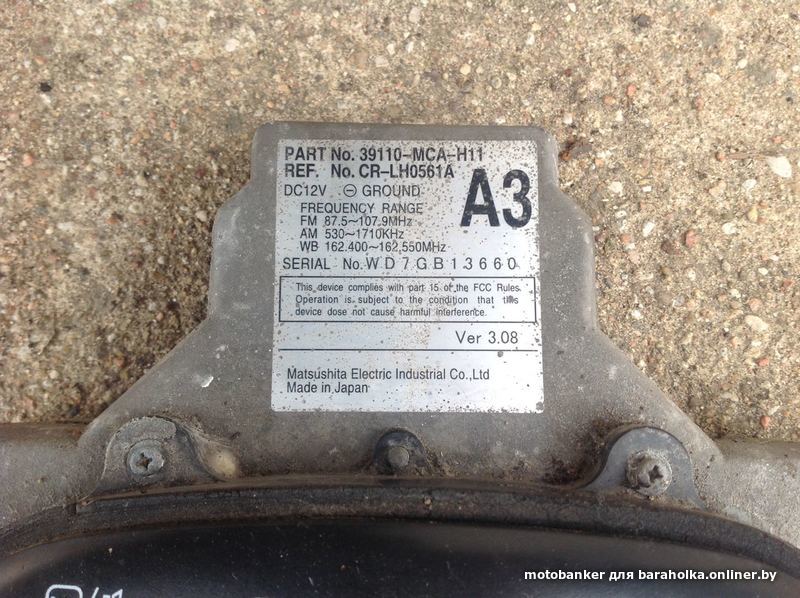 PART No. 39110-MCA-H11
REF. No. CR-LH0561A
A3
DC12V ⊖ GROUND
FREQUENCY RANGE
FM 87.5~107.9MHz
AM 530~1710KHz
WB 162.400~162.550MHz
SERIAL No. WD7GB13660
This device complies with part 15 of the FCC Rules.
Operation is subject to the condition that this
device dose not cause harmful interference.
Ver 3.08
Matsushita Electric Industrial Co.,Ltd
Made in Japan
motobanker для baraholka.onliner.by